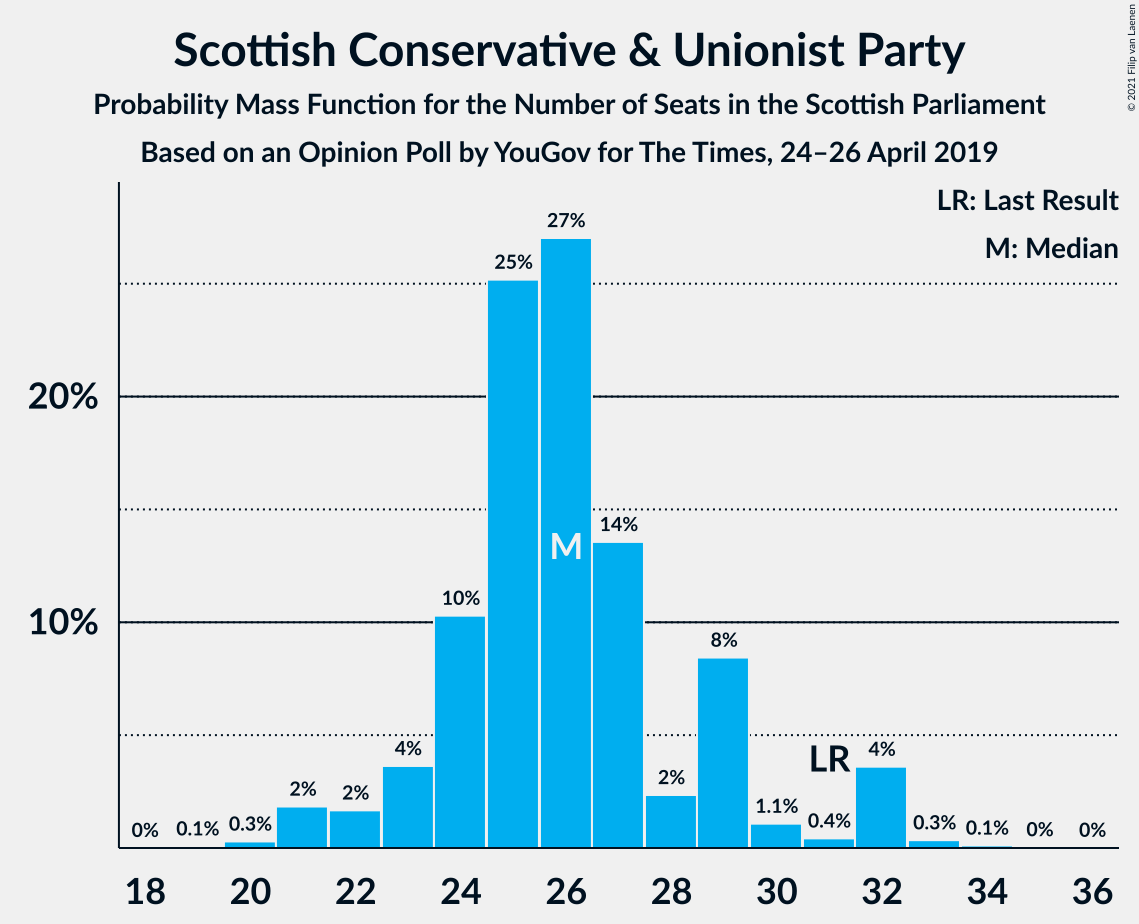 Scottish Conservative & Unionist Party
Probability Mass Function for the Number of Seats in the Scottish Parliament
Based on an Opinion Poll by YouGov for The Times, 24–26 April 2019
© 2021 Filip van Laenen
LR: Last Result
M: Median
20%
10%
0%
0.1%
0.3%
2%
2%
4%
10%
25%
27%
14%
2%
8%
1.1%
0.4%
4%
0.3%
0.1%
0%
0%
M
LR
18 20 22 24 26 28 30 32 34 36